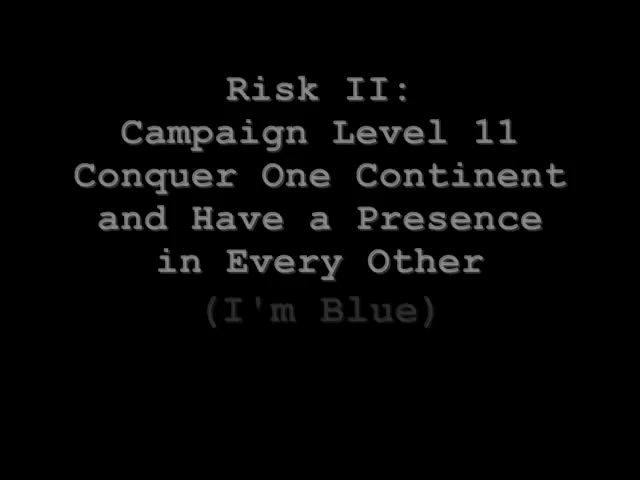 Risk II:
Campaign Level 11
Conquer One Continent
and Have a Presence
in Every Other
(I'm Blue)